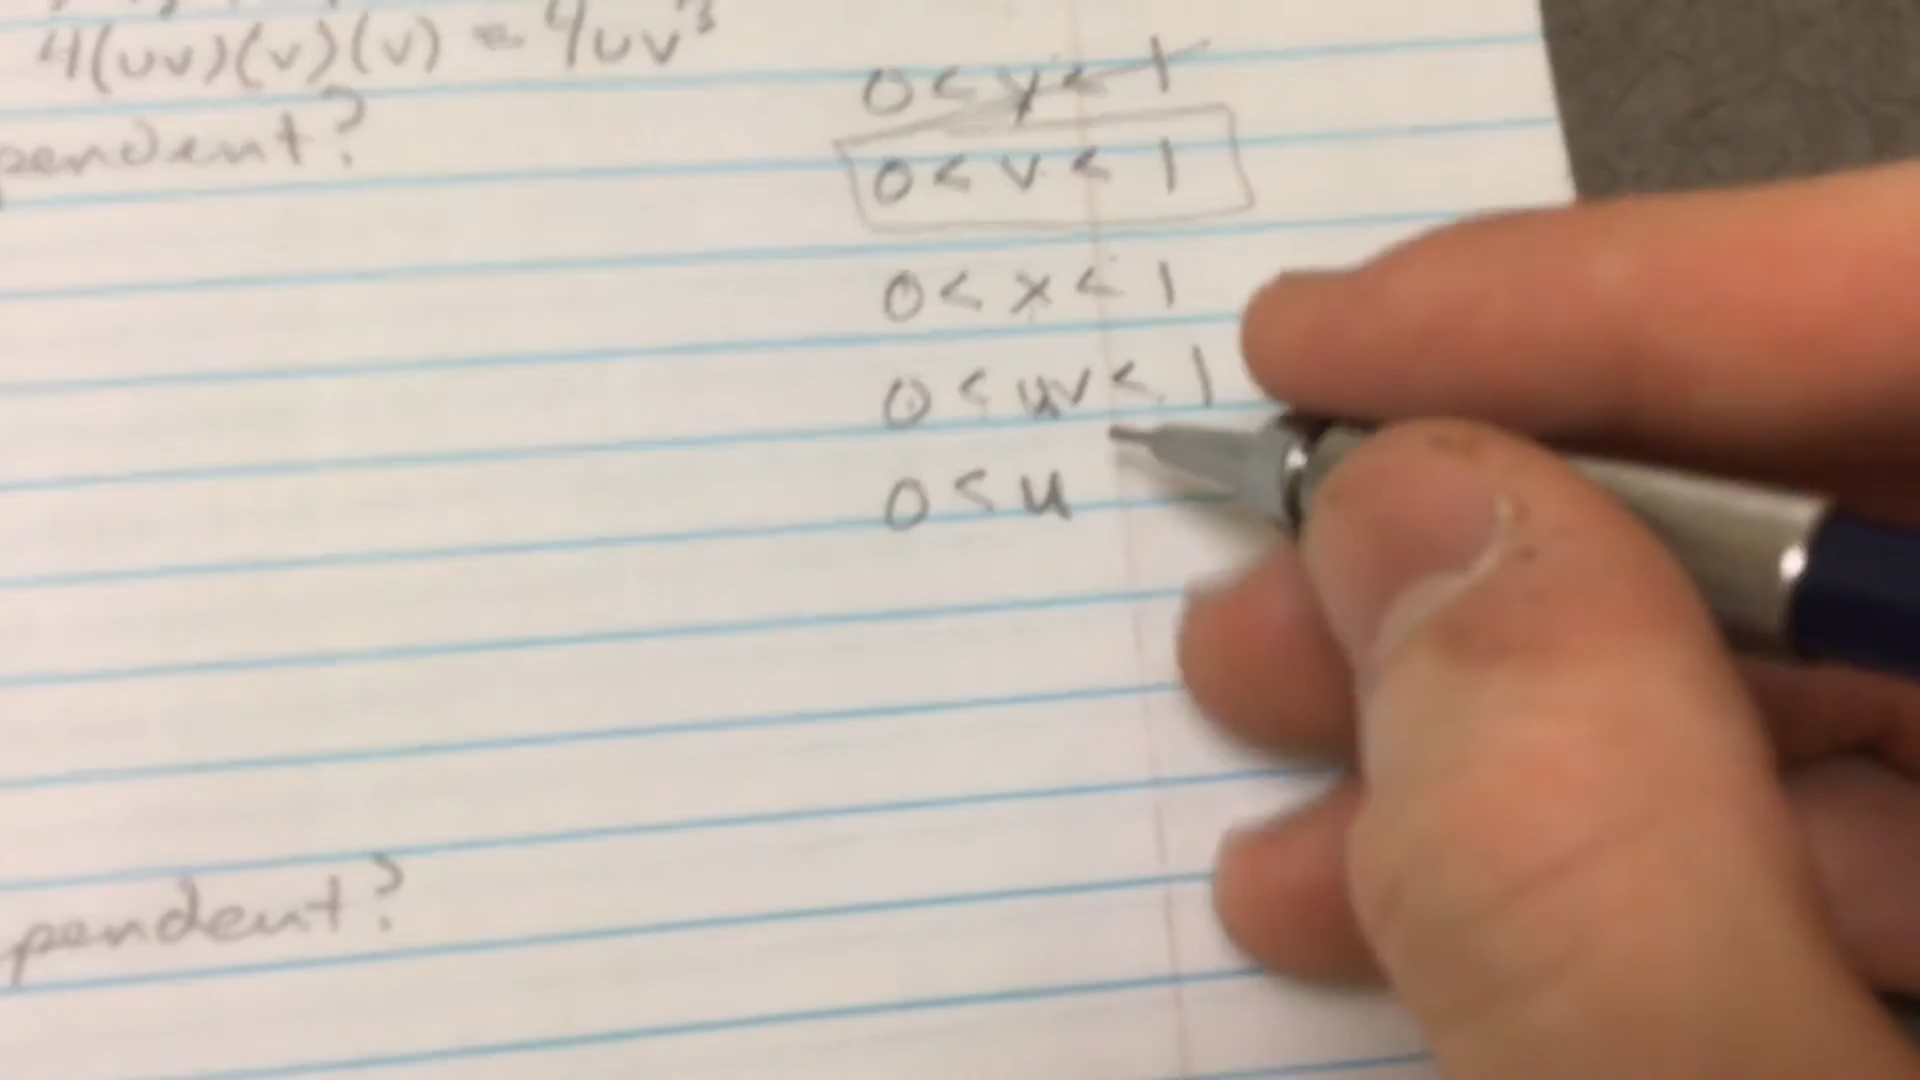 4(uv)(v)(v) = 4uv³
pendent?
0 < y < 1
0 < v < 1
0 < x < 1
0 < uv < 1
0 < u
pendent?